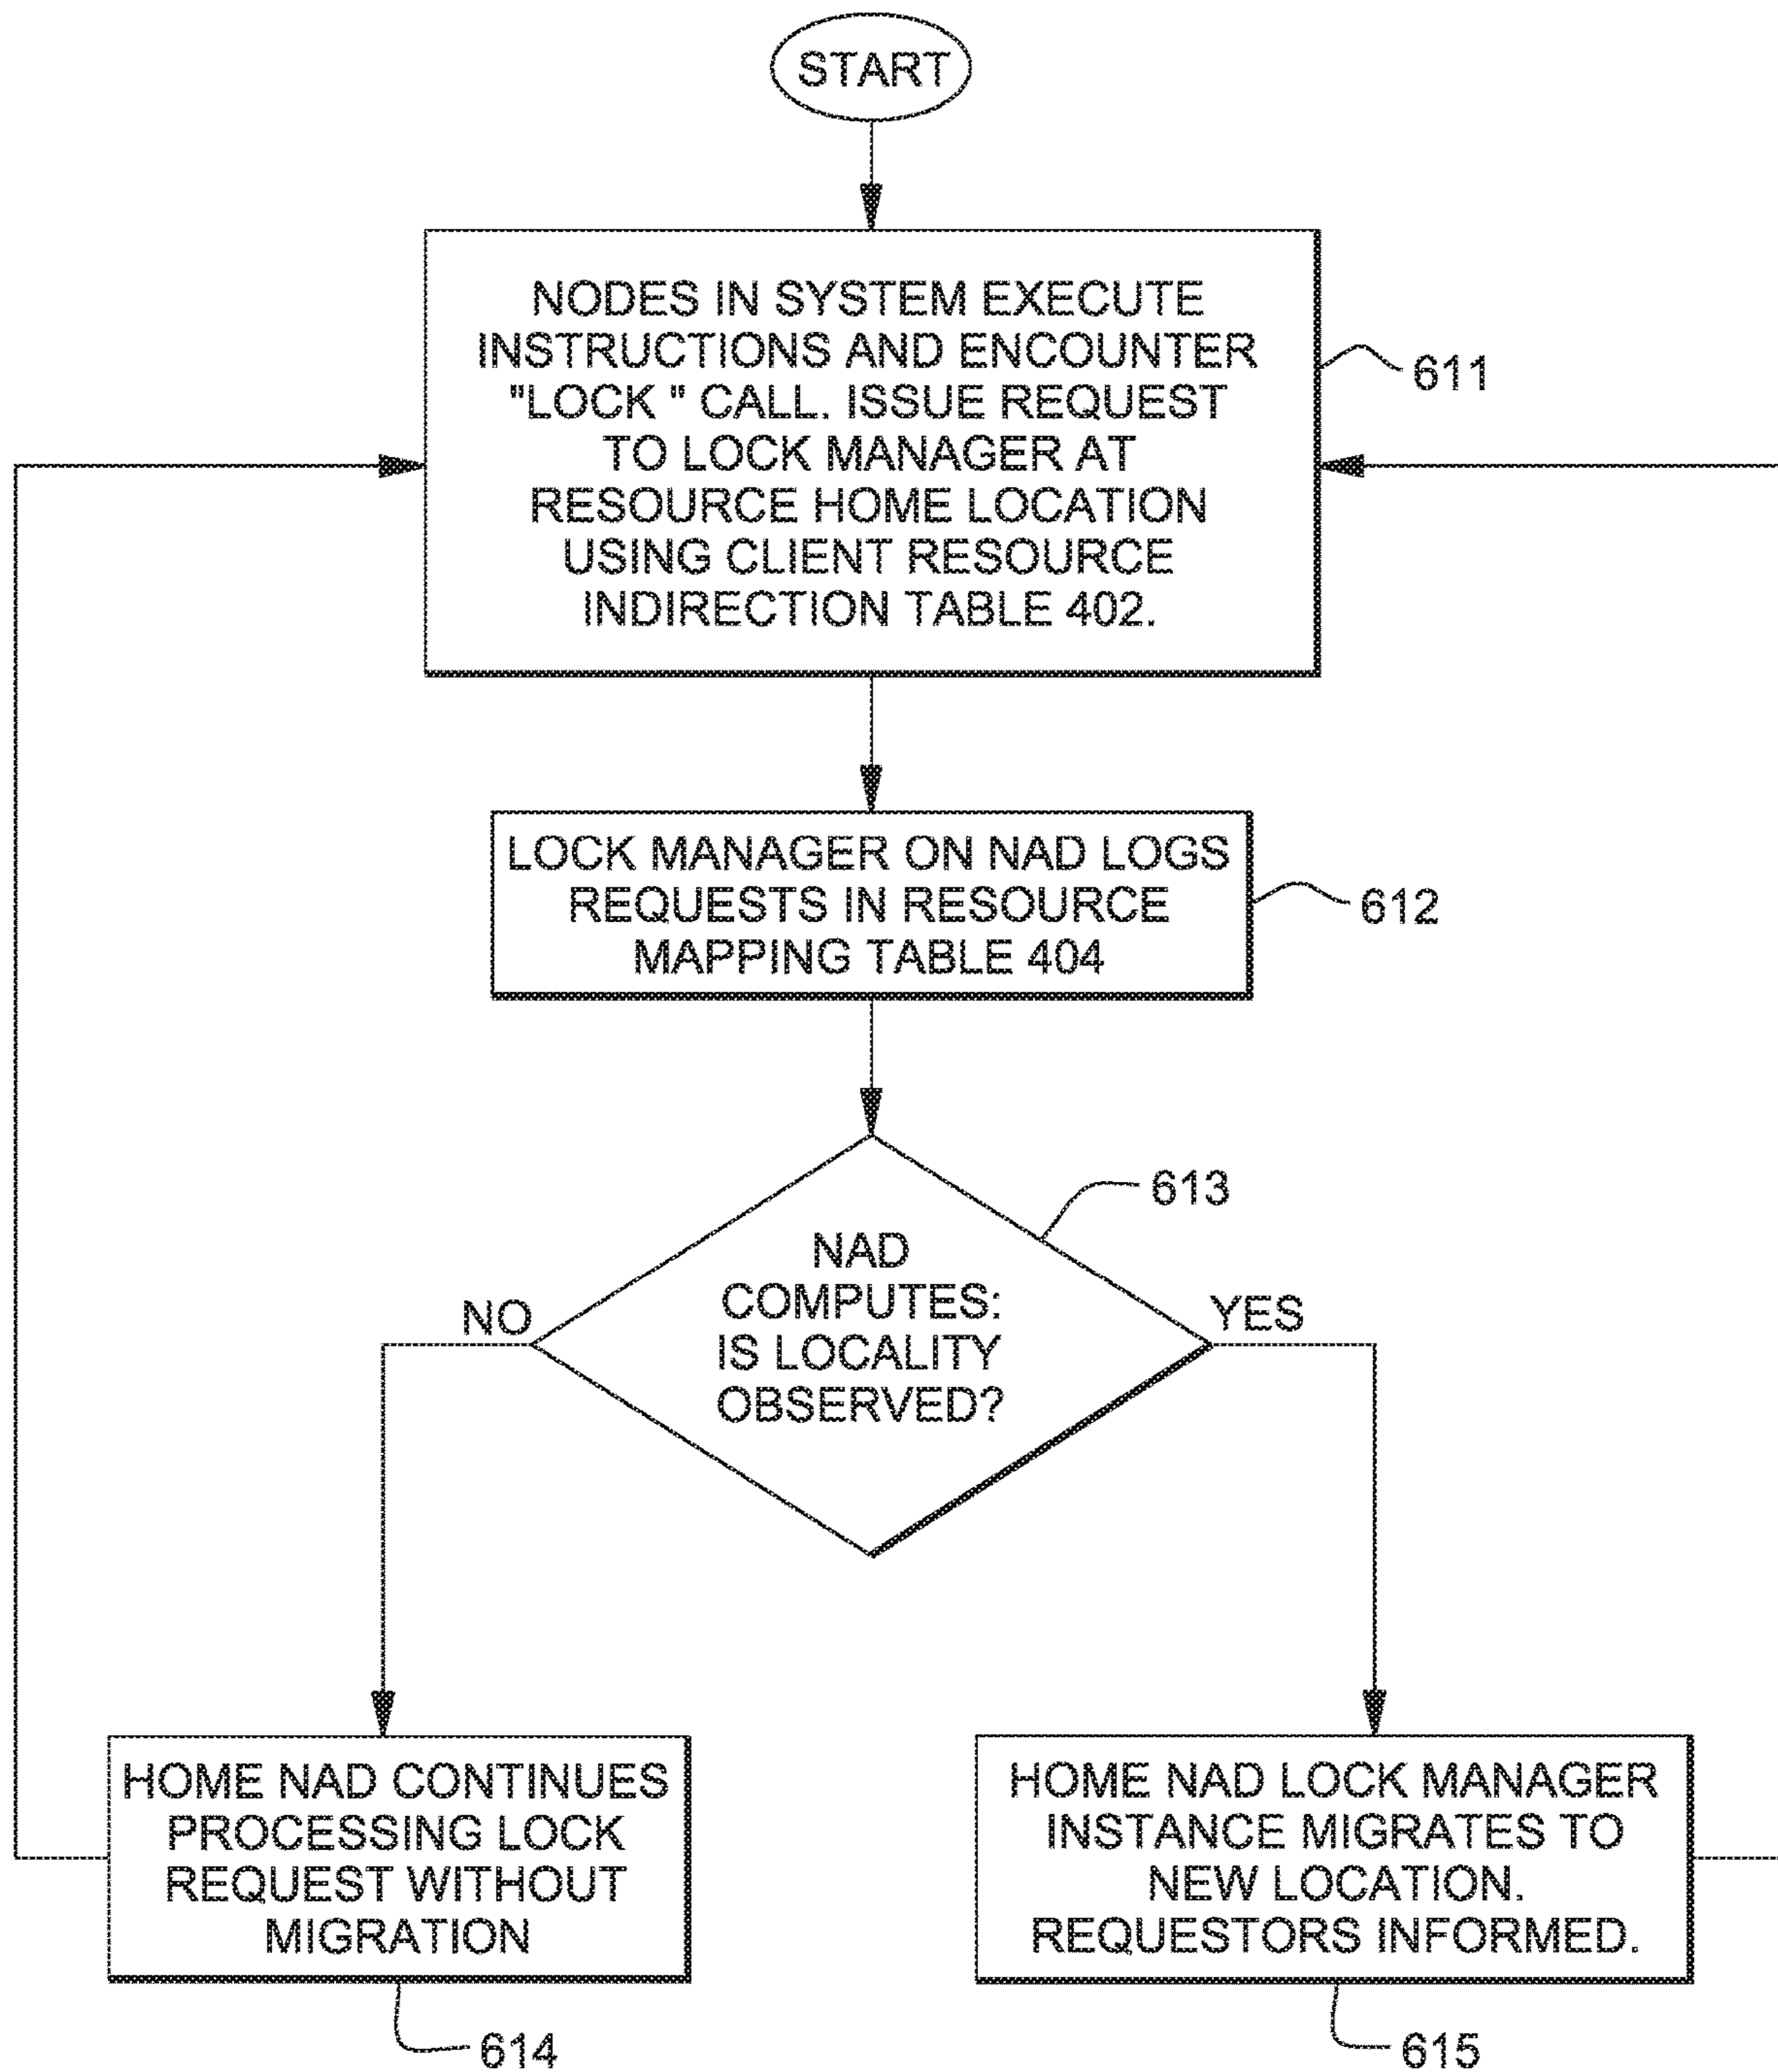 START
NODES IN SYSTEM EXECUTE
INSTRUCTIONS AND ENCOUNTER
"LOCK " CALL. ISSUE REQUEST
TO LOCK MANAGER AT
RESOURCE HOME LOCATION
USING CLIENT RESOURCE
INDIRECTION TABLE 402.
611
LOCK MANAGER ON NAD LOGS
REQUESTS IN RESOURCE
MAPPING TABLE 404
612
613
NAD
COMPUTES:
IS LOCALITY
OBSERVED?
NO
YES
HOME NAD CONTINUES
PROCESSING LOCK
REQUEST WITHOUT
MIGRATION
614
HOME NAD LOCK MANAGER
INSTANCE MIGRATES TO
NEW LOCATION.
REQUESTORS INFORMED.
615